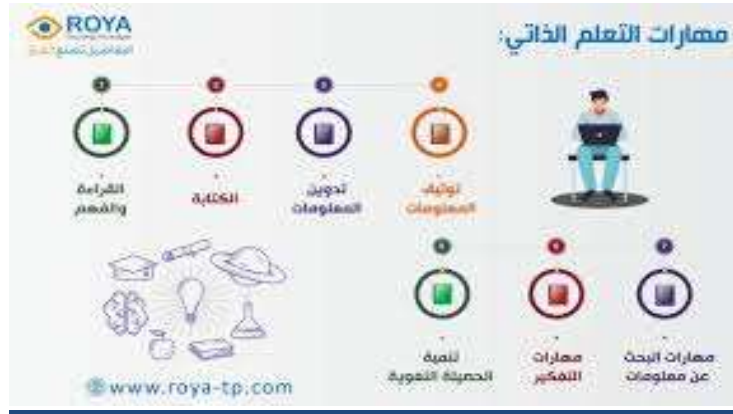 ROYA
مهارات التعلم الذاتي:
القراءة
والفهم
الكتابة
تدوين
المعلومات
توثيق
المعلومات
تنمية
الحصيلة اللغوية
مهارات
التفكير
مهارات البحث
عن معلومات
www.roya-tp.com